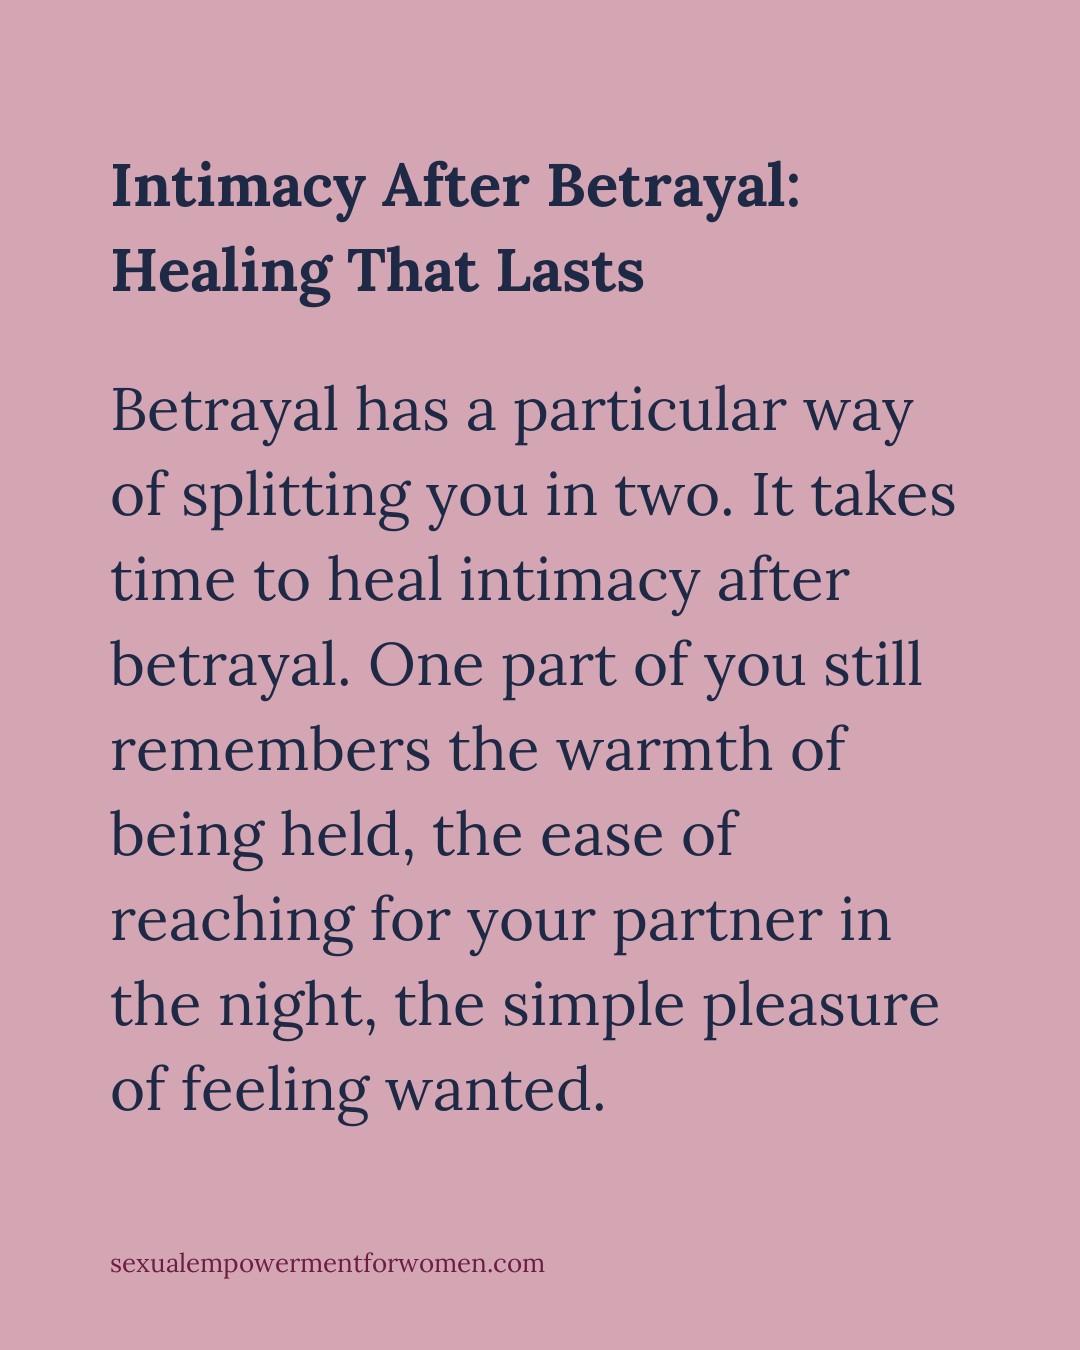 Intimacy After Betrayal:
Healing That Lasts
Betrayal has a particular way
of splitting you in two. It takes
time to heal intimacy after
betrayal. One part of you still
remembers the warmth of
being held, the ease of
reaching for your partner in
the night, the simple pleasure
of feeling wanted.
sexualempowermentforwomen.com